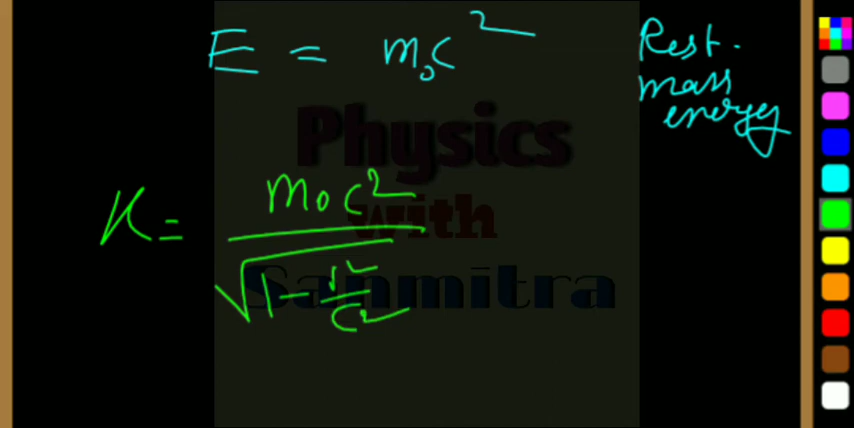 E = m₀c²
Rest-
mass
energy
Physics
with
Sanmitra
K = m₀c² / √(1 - v²/c²)